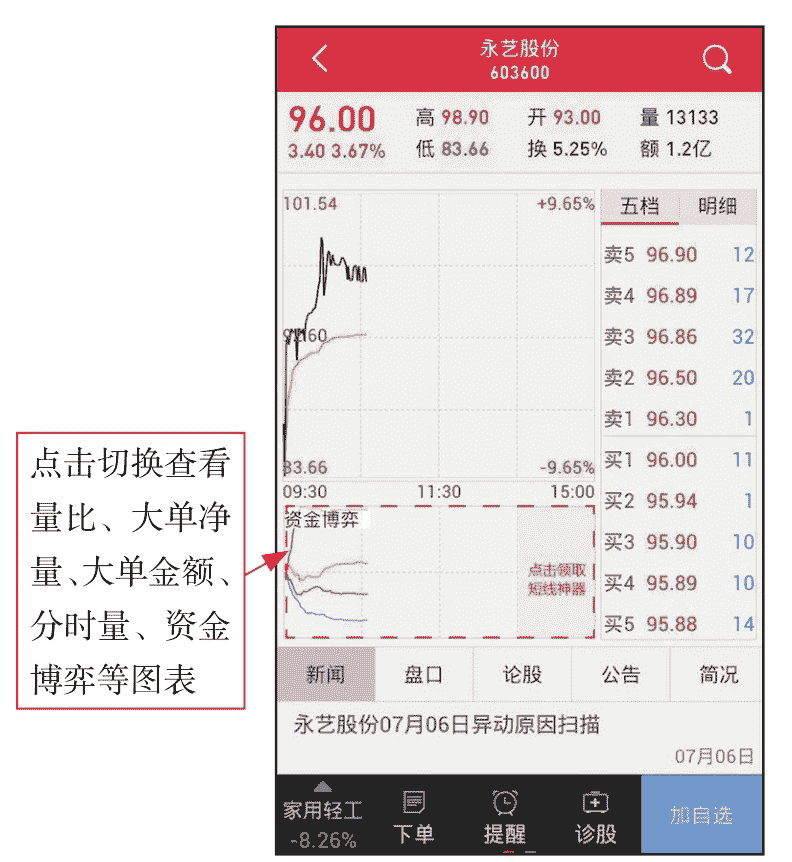 永艺股份
603600
96.00 高 98.90 开 93.00 量 13133
3.40 3.67% 低 83.66 换 5.25% 额 1.2亿
101.54 +9.65%
92.60
83.66 -9.65%
09:30 11:30 15:00
五档 明细
卖5 96.90 12
卖4 96.89 17
卖3 96.86 32
卖2 96.50 20
卖1 96.30 1
买1 96.00 11
买2 95.94 1
买3 95.90 10
买4 95.89 10
买5 95.88 14
资金博弈
点击领取
短线神器
点击切换查看
量比、大单净
量、大单金额、
分时量、资金
博弈等图表
新闻 盘口 论股 公告 简况
永艺股份07月06日异动原因扫描
07月06日
家用轻工
-8.26%
下单 提醒 诊股 加自选